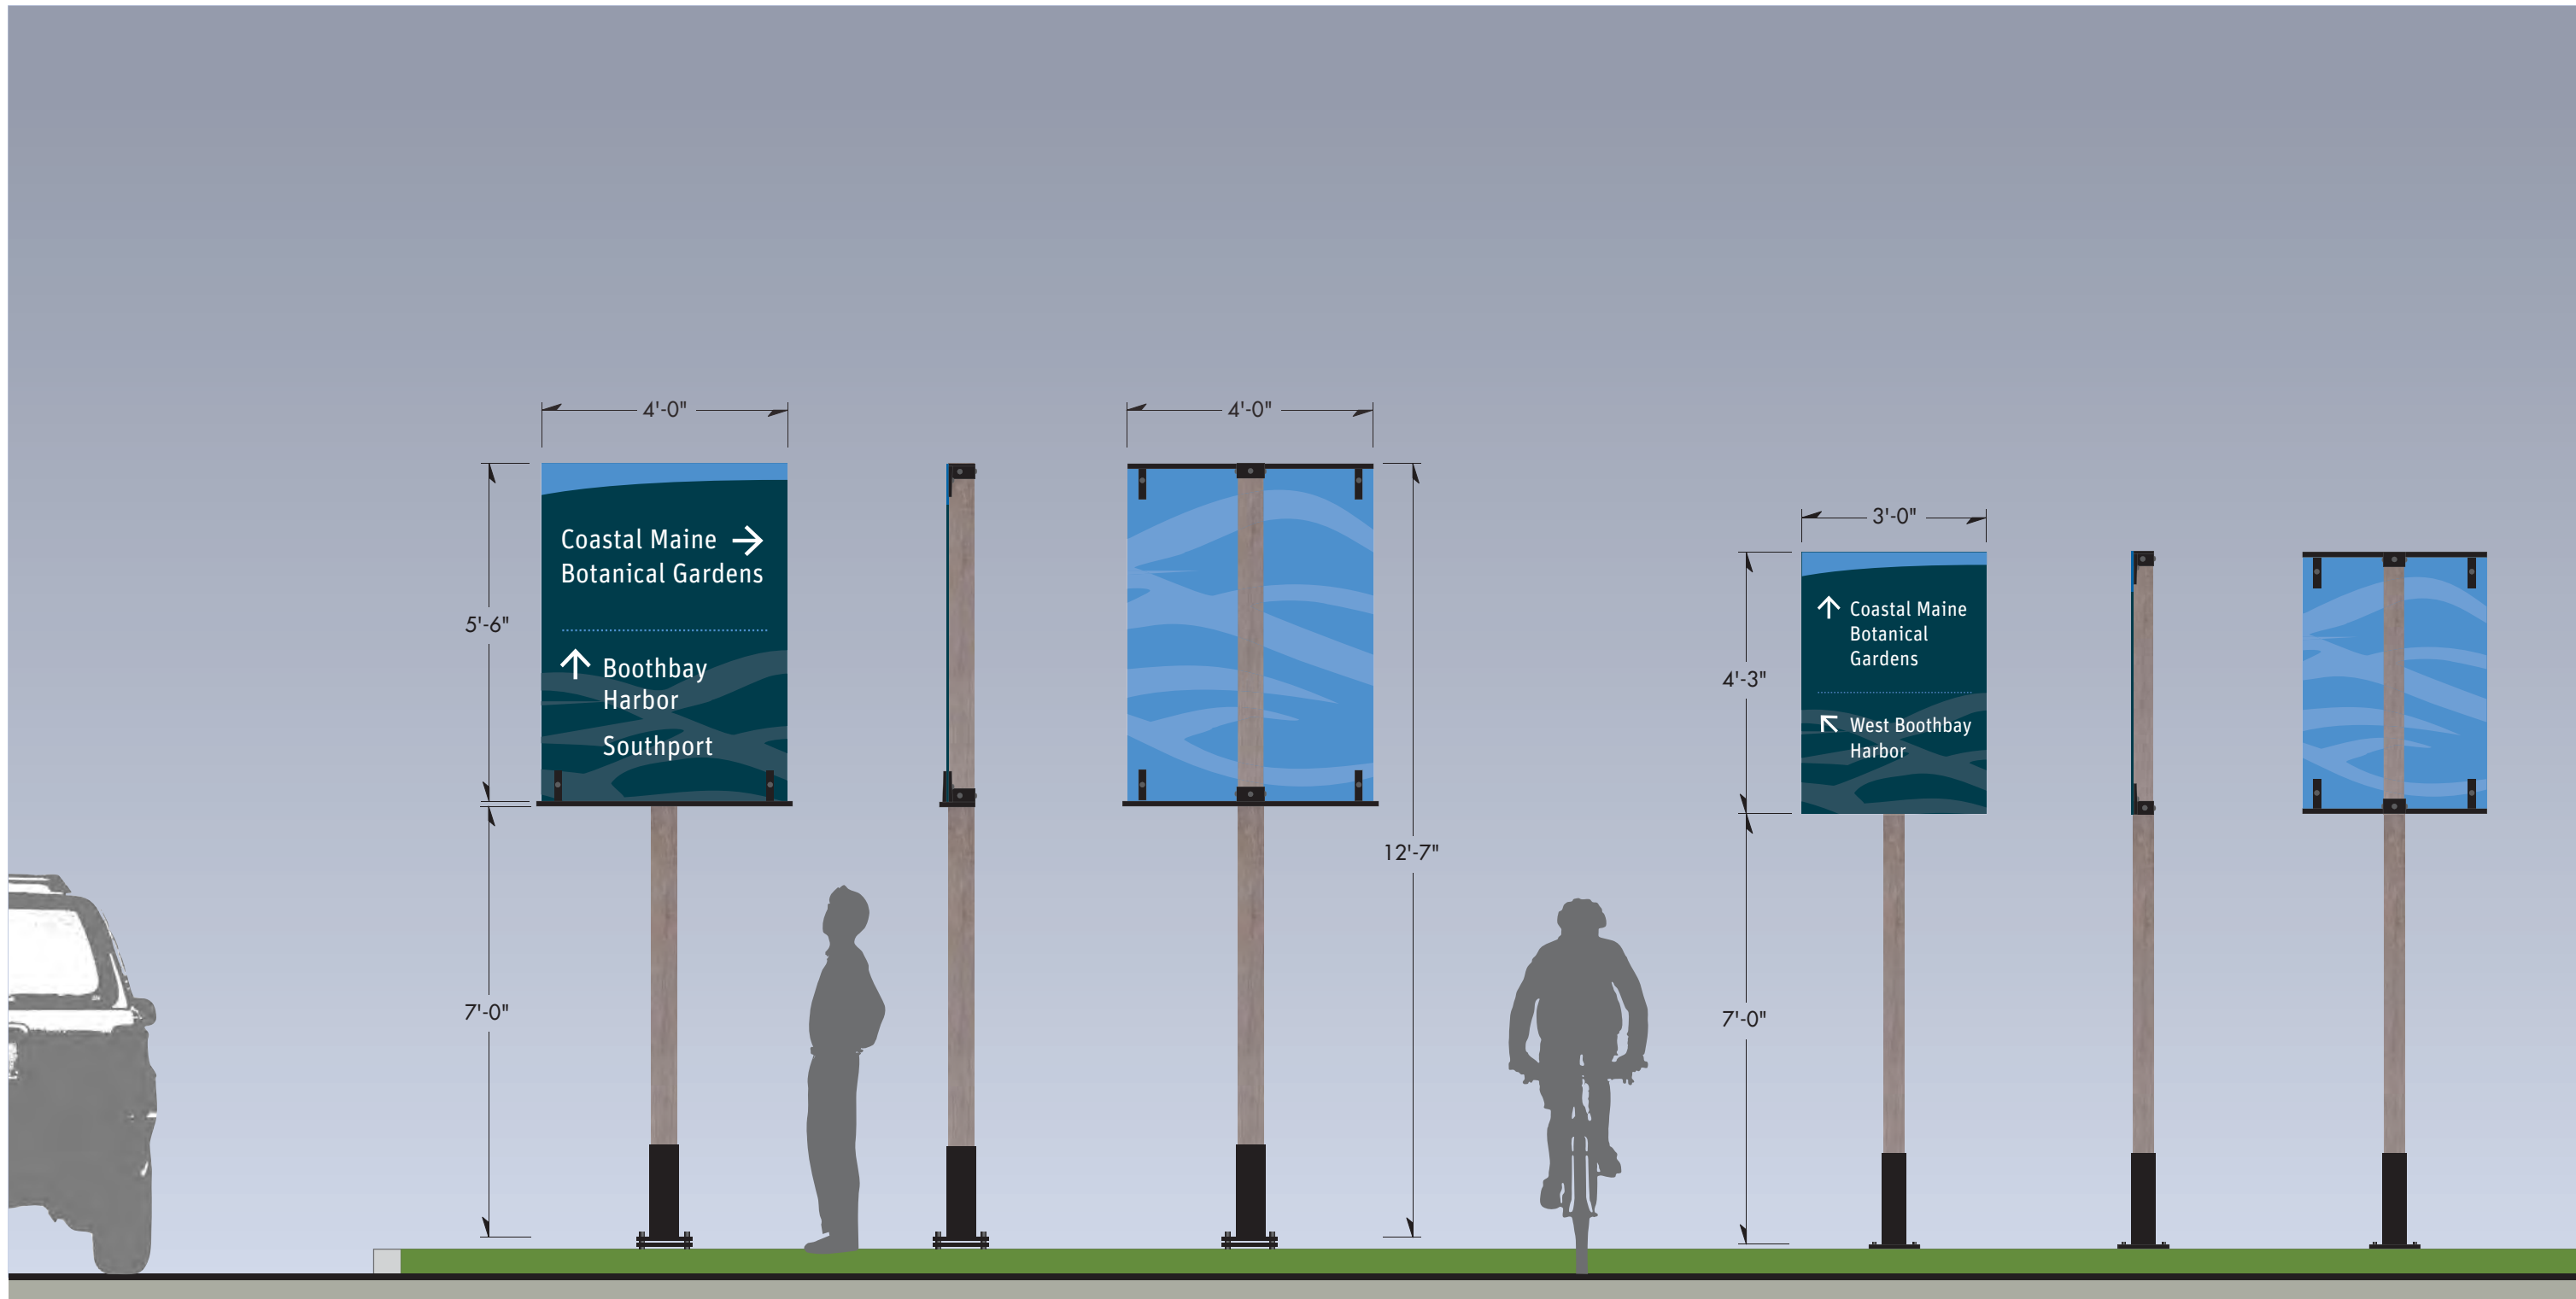 4'-0"
4'-0"
3'-0"
5'-6"
7'-0"
Coastal Maine →
Botanical Gardens
↑ Boothbay
Harbor
Southport
12'-7"
4'-3"
7'-0"
↑ Coastal Maine
Botanical
Gardens
↖ West Boothbay
Harbor